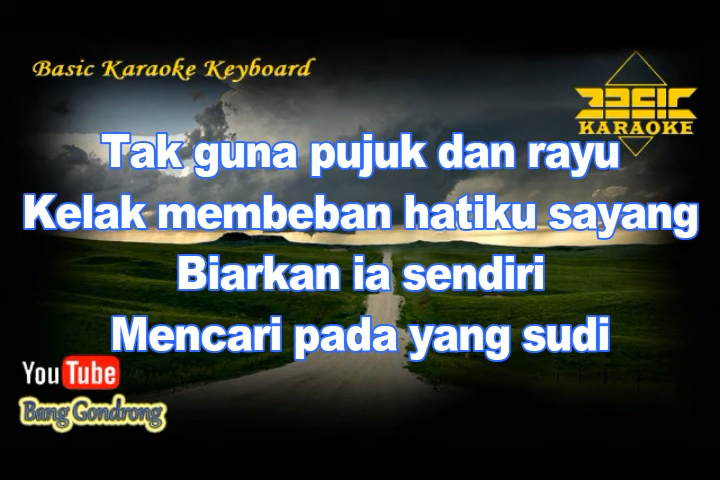 Basic Karaoke Keyboard
BASIC
KARAOKE
Tak guna pujuk dan rayu
Kelak membeban hatiku sayang
Biarkan ia sendiri
Mencari pada yang sudi
YouTube
Bang Gondrong